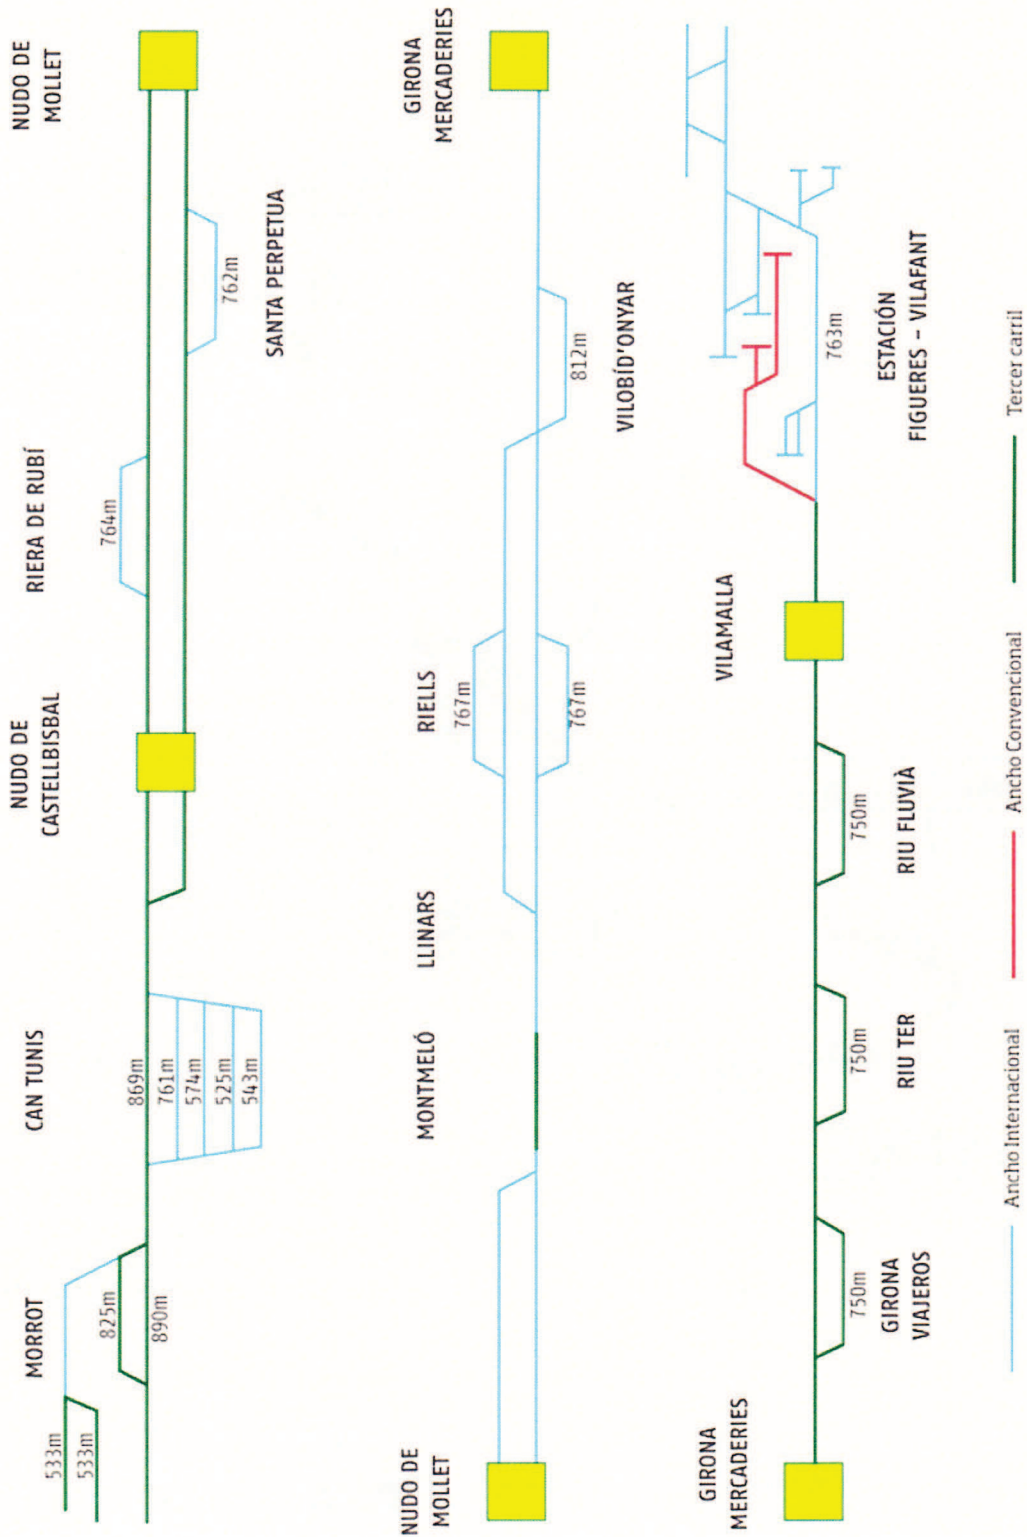 MORROT
533m
533m
825m
890m
CAN TUNIS
869m
761m
574m
525m
543m
NUDO DE
CASTELLBISBAL
RIERA DE RUBÍ
764m
762m
SANTA PERPETUA
NUDO DE
MOLLET
NUDO DE
MOLLET
MONTMELÓ
LLINARS
RIELLS
767m
767m
812m
VILOBÍD'ONYAR
GIRONA
MERCADERIES
GIRONA
MERCADERIES
750m
GIRONA
VIAJEROS
750m
RIU TER
750m
RIU FLUVIÀ
VILAMALLA
763m
ESTACIÓN
FIGUERES - VILAFANT
Ancho Internacional
Ancho Convencional
Tercer carril